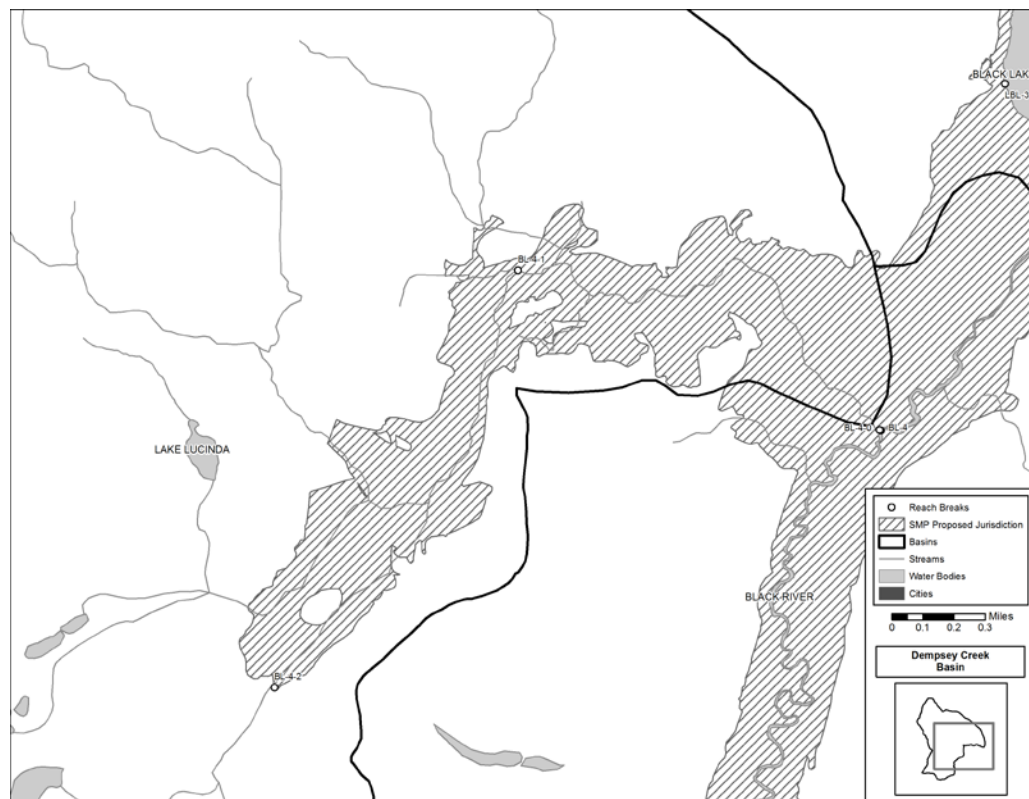 BLACK LAK
LBL-3
BL-4-1
LAKE LUCINDA
BL-4-0
BL-4
BLACK RIVER
BL-4-2
Reach Breaks
SMP Proposed Jurisdiction
Basins
Streams
Water Bodies
Cities
Miles
0 0.1 0.2 0.3
Dempsey Creek
Basin